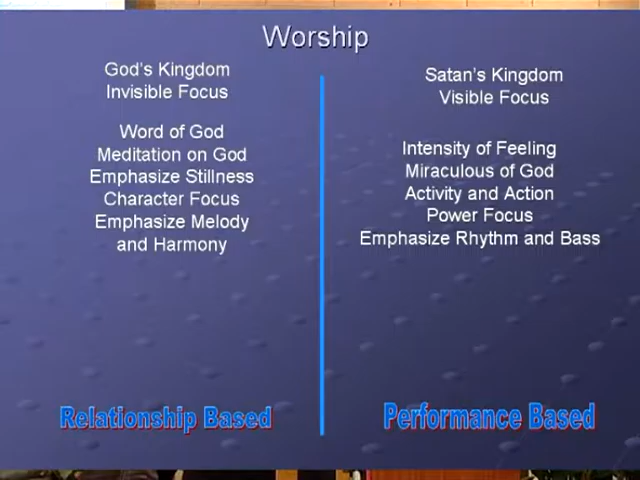 Worship
God's Kingdom
Invisible Focus
Word of God
Meditation on God
Emphasize Stillness
Character Focus
Emphasize Melody
and Harmony
Relationship Based
Satan's Kingdom
Visible Focus
Intensity of Feeling
Miraculous of God
Activity and Action
Power Focus
Emphasize Rhythm and Bass
Performance Based